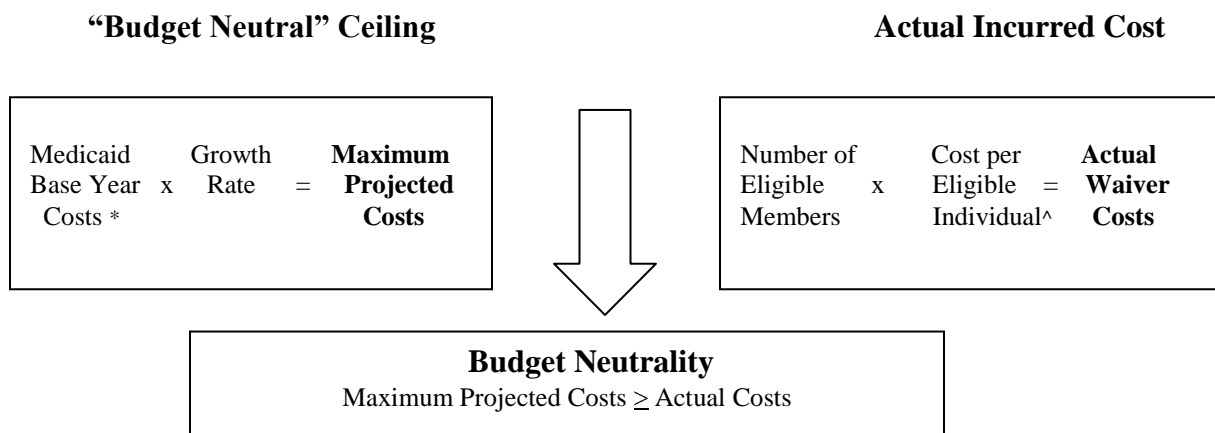 “Budget Neutral” Ceiling
Medicaid Growth Maximum
Base Year x Rate = Projected
Costs * Costs
Actual Incurred Cost
Number of Cost per Actual
Eligible x Eligible = Waiver
Members Individual^ Costs
Budget Neutrality
Maximum Projected Costs ≥ Actual Costs